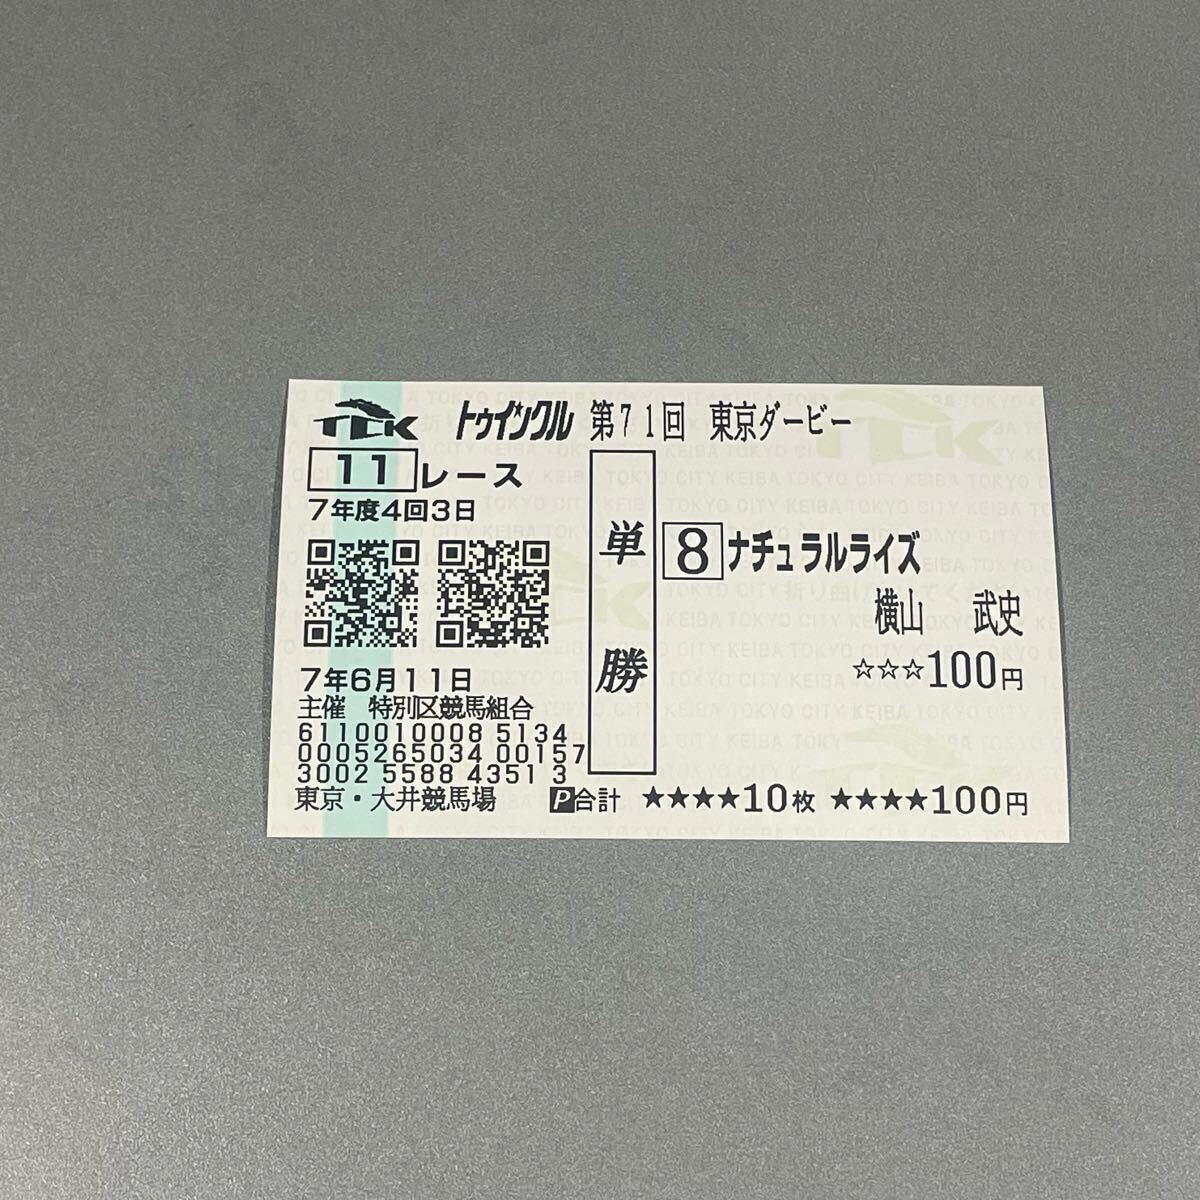 TCK トゥインクル 第71回 東京ダービー
11レース
7年度4回3日
7年6月11日
主催 特別区競馬組合
6110010008 5134
0005265034 00157
3002 5588 4351 3
東京・大井競馬場
単勝
8 ナチュラルライズ
横山 武史
☆☆☆100円
P合計 ★★★★10枚 ★★★★100円